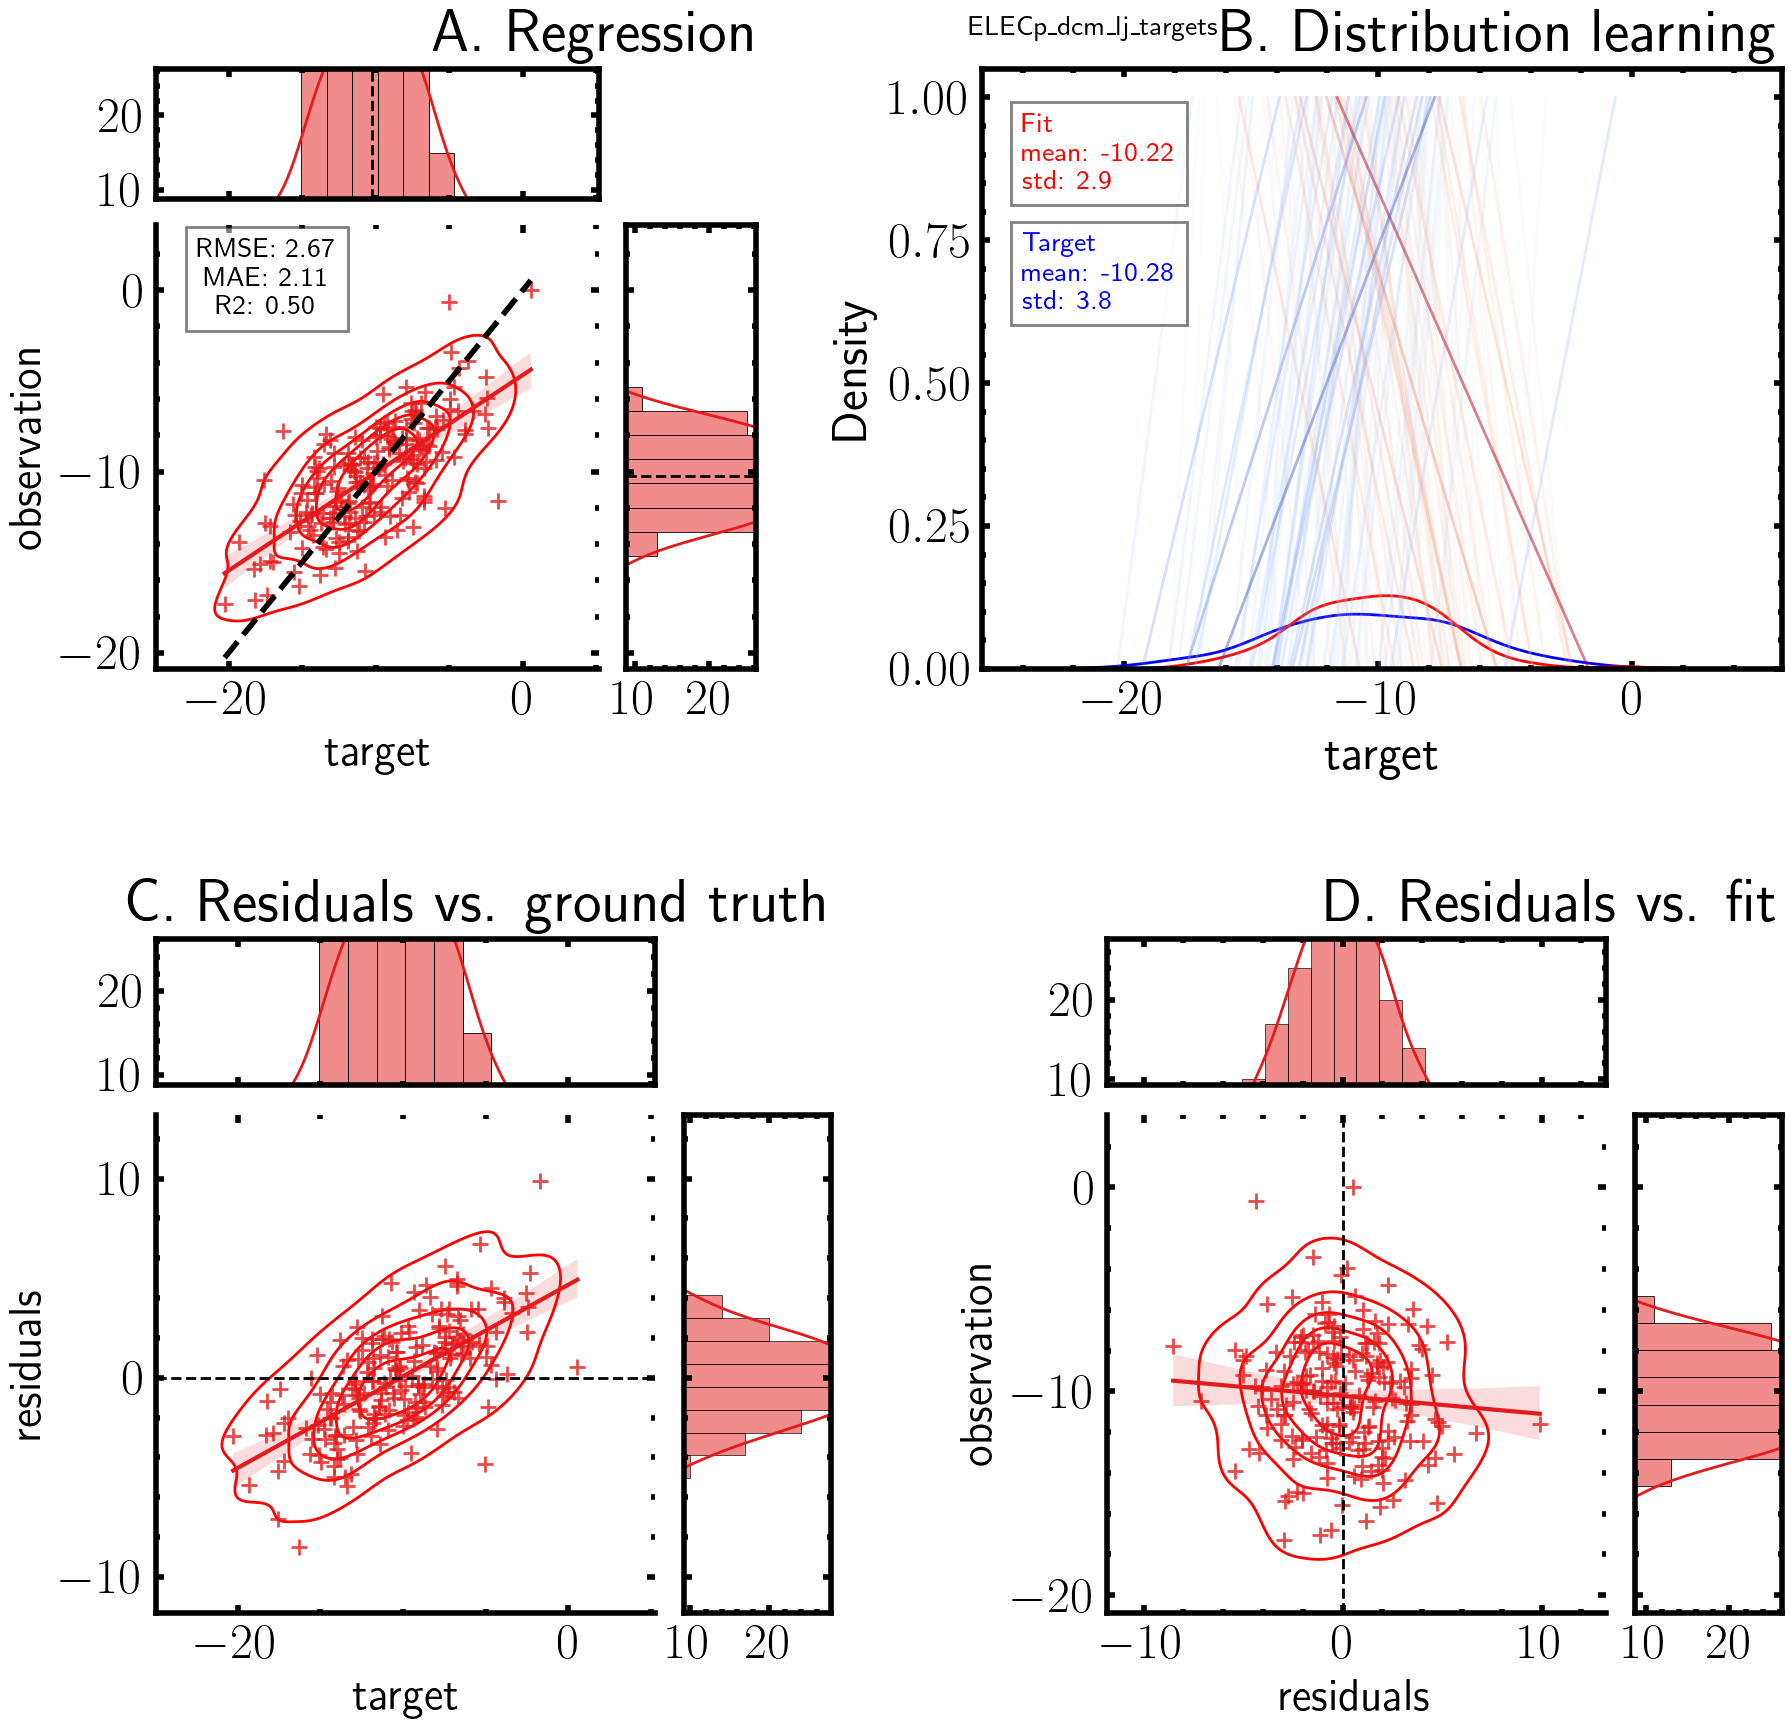 A. Regression
20
10
RMSE: 2.67
MAE: 2.11
R2: 0.50
0
−10
−20
observation
−20 0
10 20
target
ELECp_dcm_lj_targets
B. Distribution learning
1.00
0.75
0.50
0.25
0.00
Density
Fit
mean: -10.22
std: 2.9
Target
mean: -10.28
std: 3.8
−20 −10 0
target
C. Residuals vs. ground truth
20
10
10
0
−10
residuals
−20 0
10 20
target
D. Residuals vs. fit
20
10
0
−10
−20
observation
−10 0 10
10 20
residuals